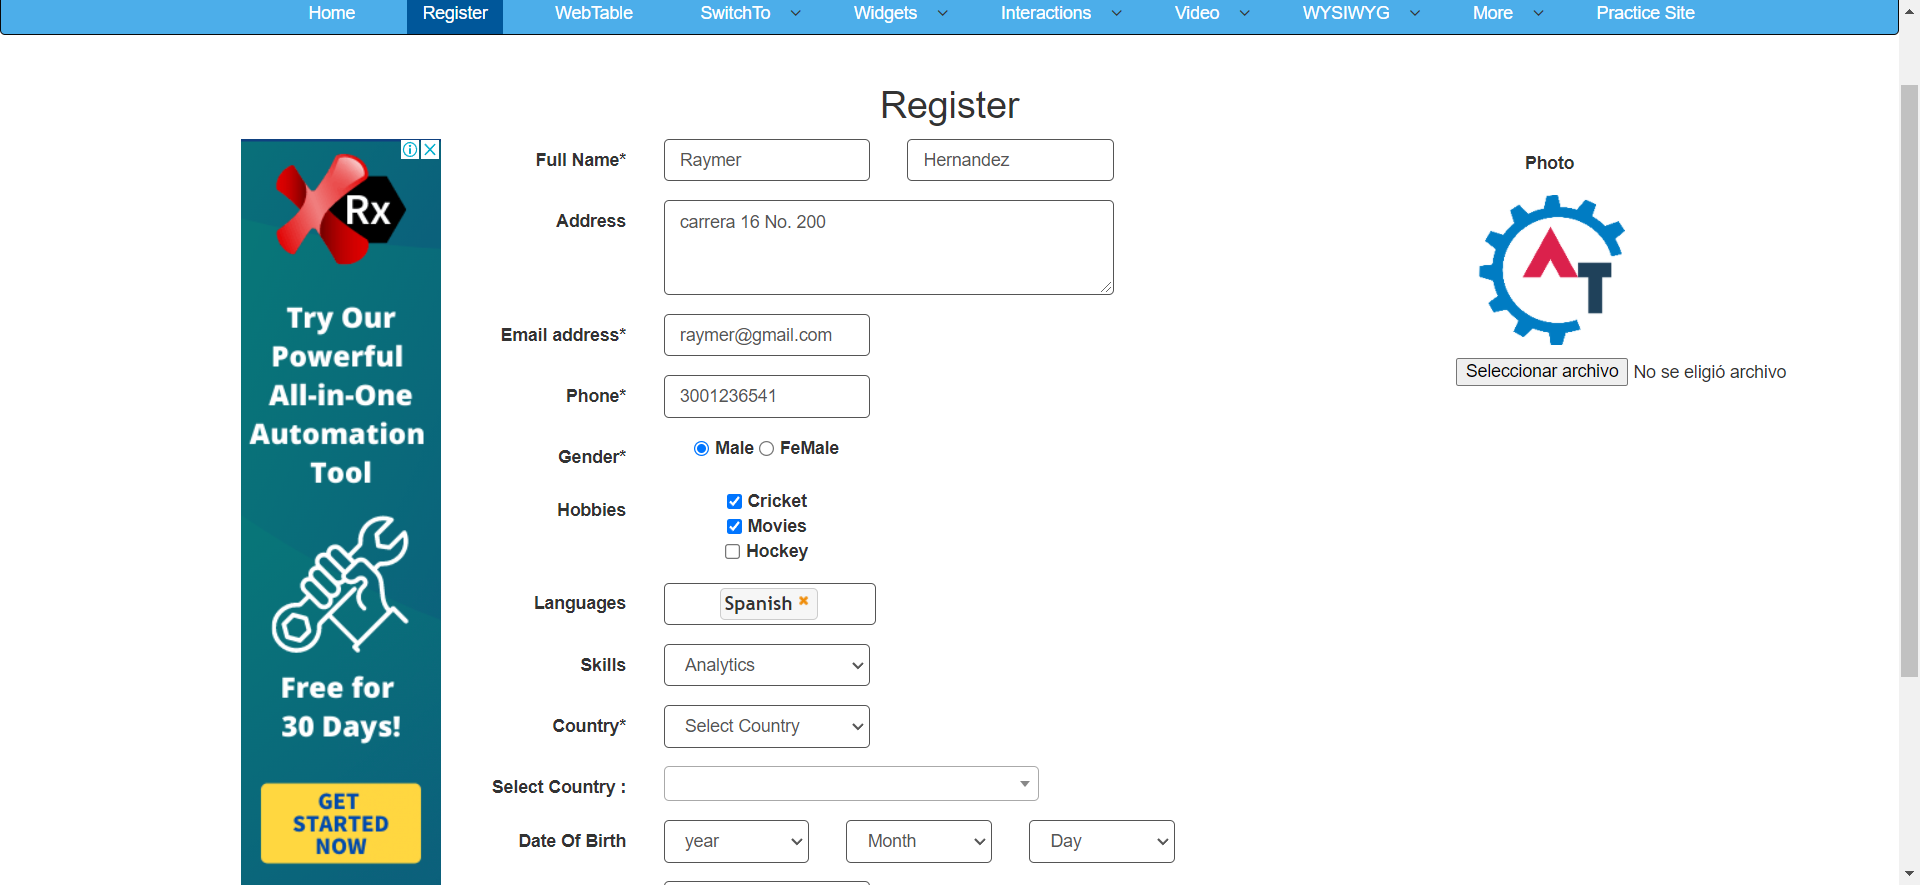 Home Register WebTable SwitchTo Widgets Interactions Video WYSIWYG More Practice Site
Register
Rx
Try Our
Powerful
All-in-One
Automation
Tool
Free for
30 Days!
GET
STARTED
NOW
Full Name* Raymer Hernandez
Address carrera 16 No. 200
Email address* raymer@gmail.com
Phone* 3001236541
Gender* Male FeMale
Hobbies Cricket
Movies
Hockey
Languages Spanish
Skills Analytics
Country* Select Country
Select Country :
Date Of Birth year Month Day
Photo
AT
Seleccionar archivo No se eligió archivo